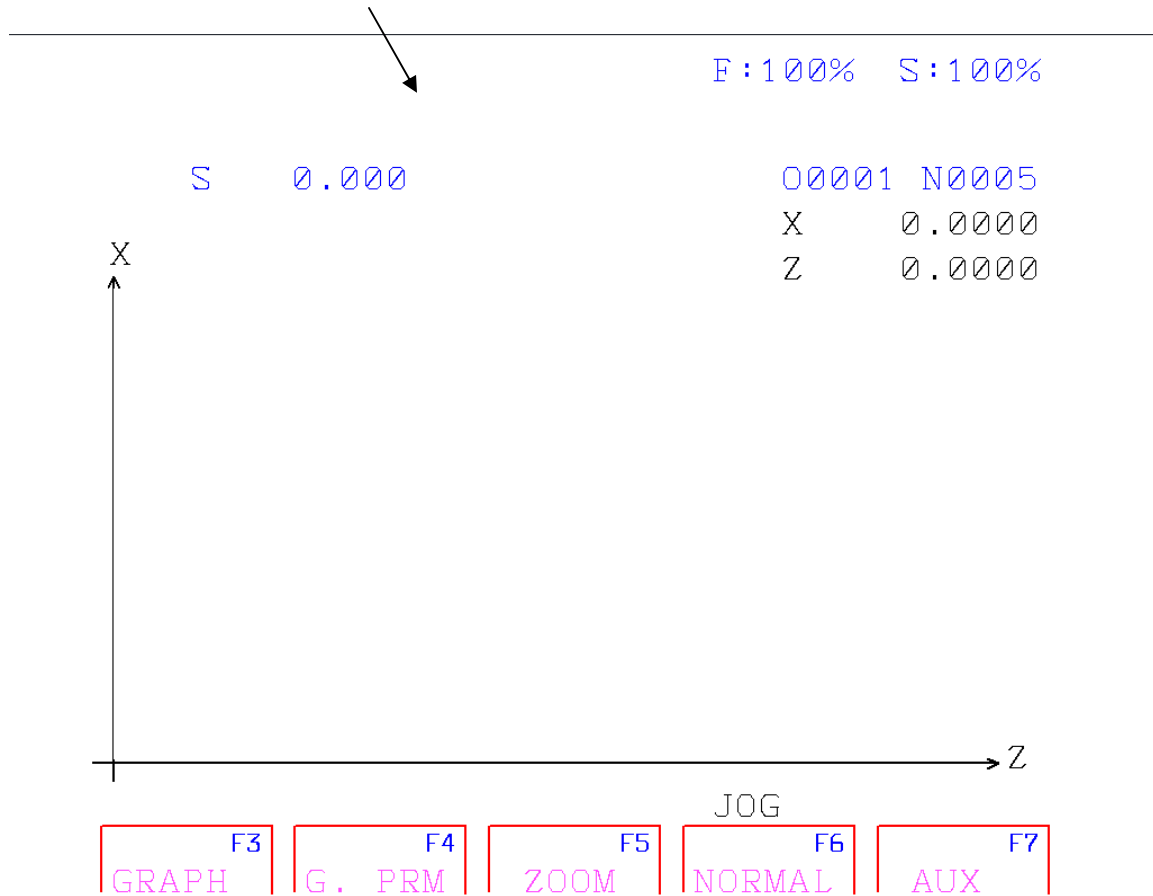 F:100% S:100%
S 0.000 O0001 N0005
X 0.0000
X
Z 0.0000
Z
JOG
F3 F4 F5 F6 F7
GRAPH G. PRM ZOOM NORMAL AUX